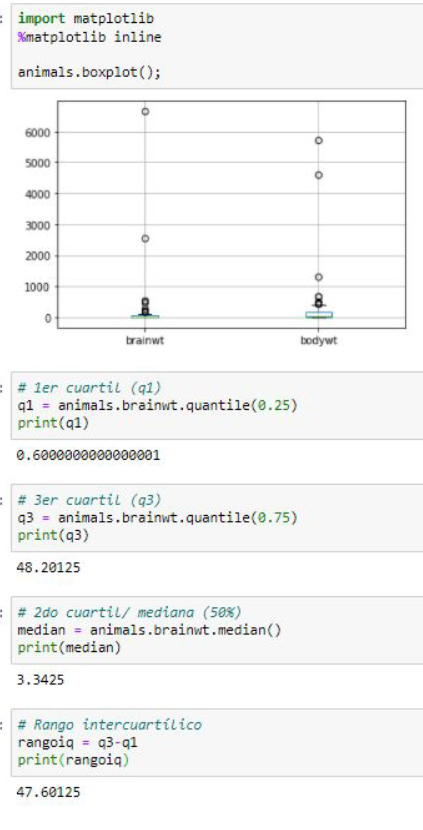 import matplotlib
%matplotlib inline
animals.boxplot();
6000
5000
4000
3000
2000
1000
0
brainwt bodywt
# 1er cuartil (q1)
q1 = animals.brainwt.quantile(0.25)
print(q1)
0.6000000000000001
# 3er cuartil (q3)
q3 = animals.brainwt.quantile(0.75)
print(q3)
48.20125
# 2do cuartil/ mediana (50%)
median = animals.brainwt.median()
print(median)
3.3425
# Rango intercuartílico
rangoiq = q3-q1
print(rangoiq)
47.60125